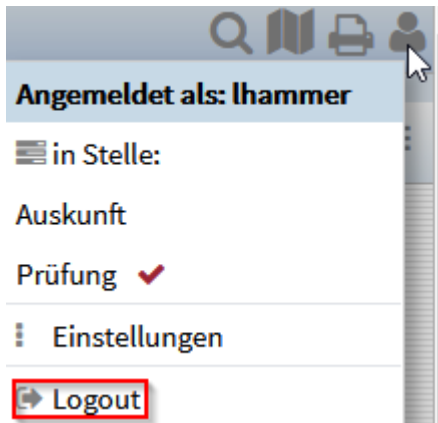 Angemeldet als: lhammer
in Stelle:
Auskunft
Prüfung
Einstellungen
Logout